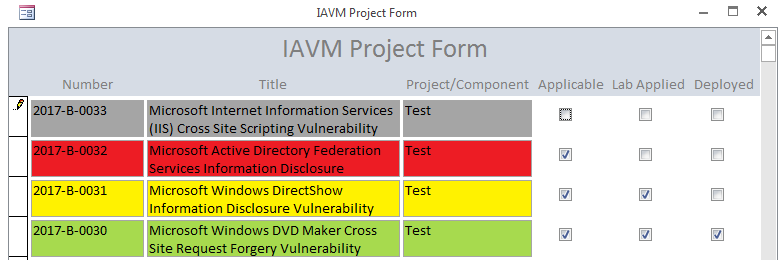 IAVM Project Form
IAVM Project Form
Number Title Project/Component Applicable Lab Applied Deployed
2017-B-0033 Microsoft Internet Information Services Test
(IIS) Cross Site Scripting Vulnerability
2017-B-0032 Microsoft Active Directory Federation Test
Services Information Disclosure
2017-B-0031 Microsoft Windows DirectShow Test
Information Disclosure Vulnerability
2017-B-0030 Microsoft Windows DVD Maker Cross Test
Site Request Forgery Vulnerability